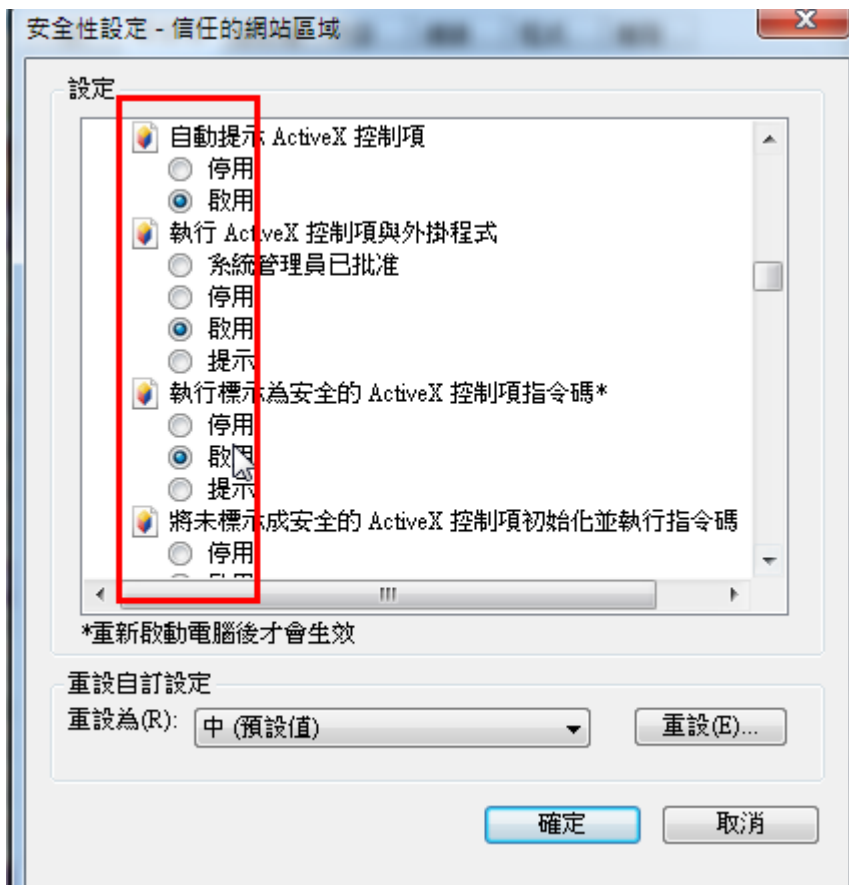 安全性設定 - 信任的網站區域
設定
自動提示 ActiveX 控制項
停用
啟用
執行 ActiveX 控制項與外掛程式
系統管理員已批准
停用
啟用
提示
執行標示為安全的 ActiveX 控制項指令碼*
停用
啟用
提示
將未標示成安全的 ActiveX 控制項初始化並執行指令碼
停用
*重新啟動電腦後才會生效
重設自訂設定
重設為(R): 中 (預設值) 重設(E)...
確定 取消